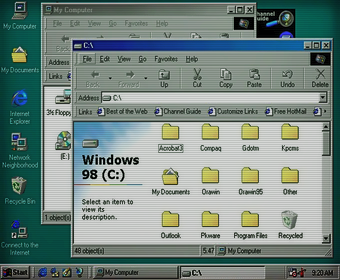 My Computer
My Computer
File Edit View Go Favorites Help
Channel
Guide
C:\
File Edit View Go Favorites Help
Back Forward Up Cut Copy Paste Undo Delete
Address C:\
Links Best of the Web Channel Guide Customize Links Free HotMail
My Documents
Internet
Explorer
Network
Neighborhood
Recycle Bin
Connect to the
Internet
Address
Links
3½ Floppy
(E:)
1 object(s)
Windows
98 (C:)
Select an item to
view its
description.
Acrobat3 Compaq Gdotm Kpcms
My Documents Orawin Orawin95 Other
Outlook Pkware Program Files Recycled
48 object(s) 5.47 My Computer
Start My Computer C:\ 9:20 AM